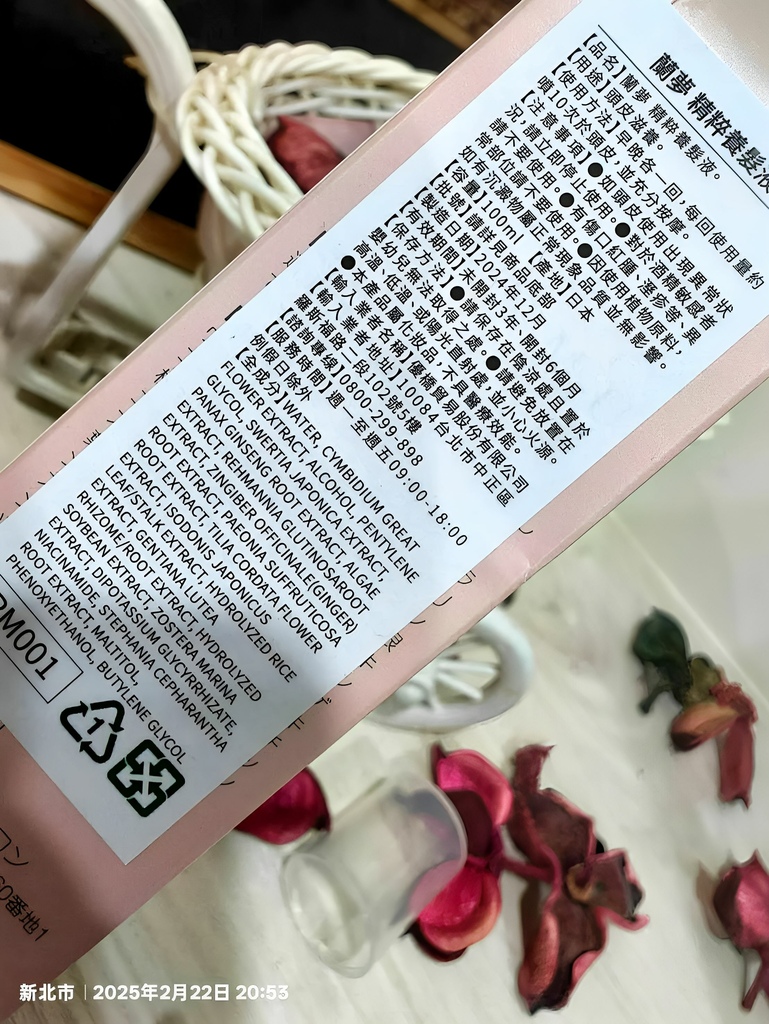 蘭夢 精粹養髮液
【品名】蘭夢 精粹養髮液。
【用途】頭皮滋養。
【使用方法】早晚各一回,每回使用量約
噴10次於頭皮,並充分按摩。
【注意事項】●如頭皮使用出現異常狀
況,請立即停止使用。●對於酒精敏感者
請不要使用。●有傷口、紅腫、濕疹等、異
常部位請不要使用。●因使用植物原料,
如有沉澱物屬正常現象品質並無影響。
【容量】100ml 【產地】日本
【批號】請詳見商品底部
【製造日期】2024年12月
【有效期間】未開封3年、開封6個月
【保存方法】●請保存在陰涼處且置於
嬰幼兒無法取得之處。●請避免放置在
高溫、低溫、或陽光直射處,並小心火源。
●本產品屬化妝品,不具醫療效能。
【輸入業者名稱】優橋貿易股份有限公司
【輸入業者地址】10084 台北市中正區
羅斯福路二段102號9樓
【諮詢專線】0800-299-898
【服務時間】週一至週五09:00-18:00
例假日除外
【全成分】WATER, CYMBIDIUM GREAT
FLOWER EXTRACT, ALCOHOL, PENTYLENE
GLYCOL, SWERTIA JAPONICA EXTRACT,
PANAX GINSENG ROOT EXTRACT, ALGAE
EXTRACT, REHMANNIA GLUTINOSAROOT
EXTRACT, ZINGIBER OFFICINALE(GINGER)
ROOT EXTRACT, PAEONIA SUFFRUTICOSA
ROOT EXTRACT, TILIA CORDATA FLOWER
EXTRACT, ISODONIS JAPONICUS
LEAF/STALK EXTRACT, HYDROLYZED RICE
EXTRACT, GENTIANA LUTEA
RHIZOME/ROOT EXTRACT, HYDROLYZED
SOYBEAN EXTRACT, ZOSTERA MARINA
EXTRACT, DIPOTASSIUM GLYCYRRHIZATE,
NIACINAMIDE, STEPHANIA CEPHARANTHA
ROOT EXTRACT, MALTITOL,
PHENOXYETHANOL, BUTYLENE GLYCOL
M001
1
コン
60番地1
新北市 | 2025年2月22日 20:53